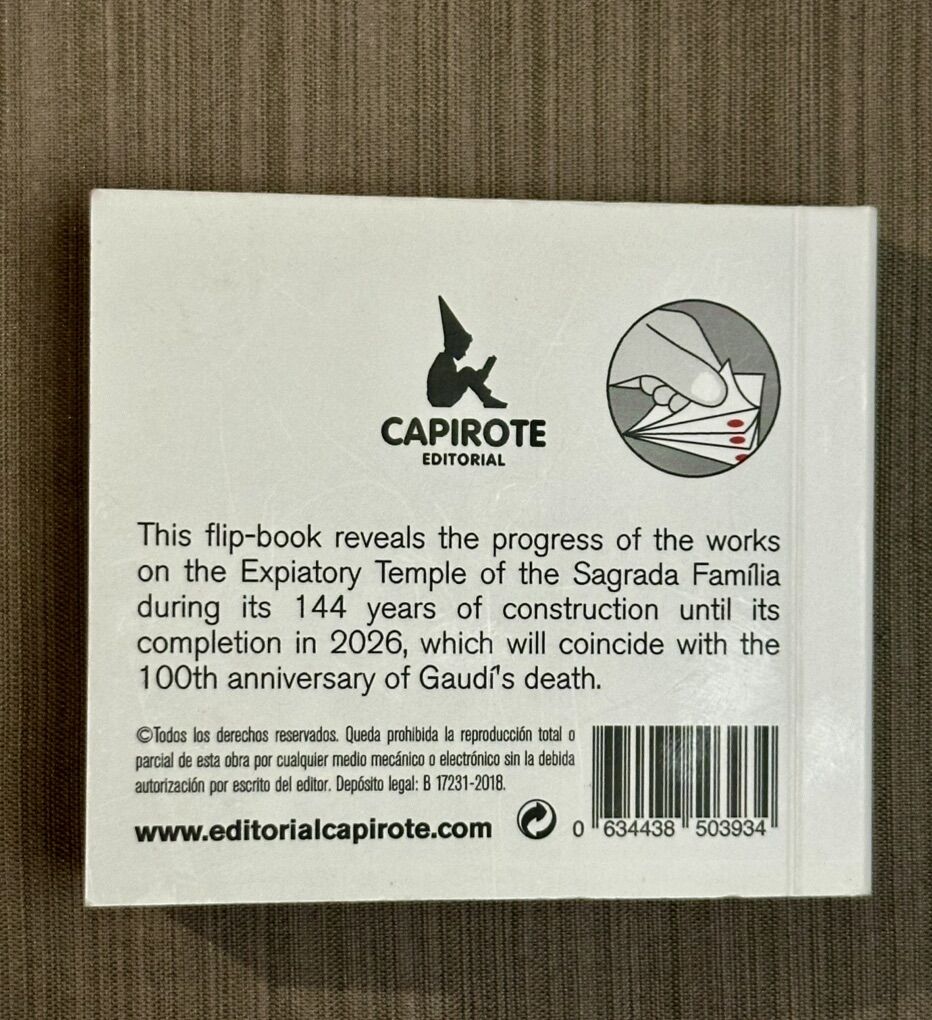 CAPIROTE
EDITORIAL
This flip-book reveals the progress of the works
on the Expiatory Temple of the Sagrada Família
during its 144 years of construction until its
completion in 2026, which will coincide with the
100th anniversary of Gaudí's death.
©Todos los derechos reservados. Queda prohibida la reproducción total o
parcial de esta obra por cualquier medio mecánico o electrónico sin la debida
autorización por escrito del editor. Depósito legal: B 17231-2018.
www.editorialcapirote.com
0 634438 503934